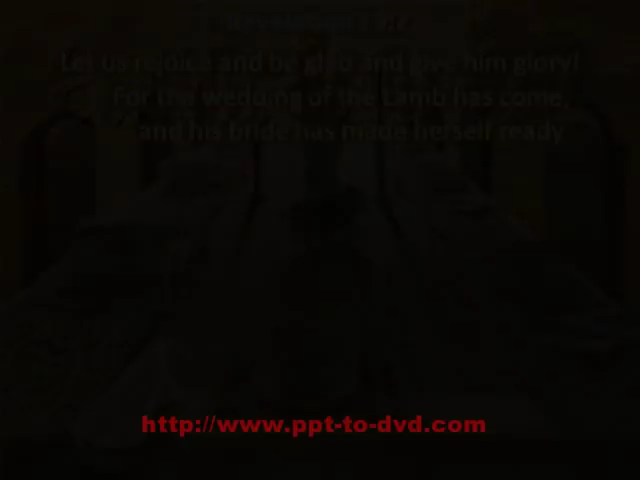 Let us rejoice and be glad and give him glory!
For the wedding of the Lamb has come,
and his bride has made herself ready
http://www.ppt-to-dvd.com